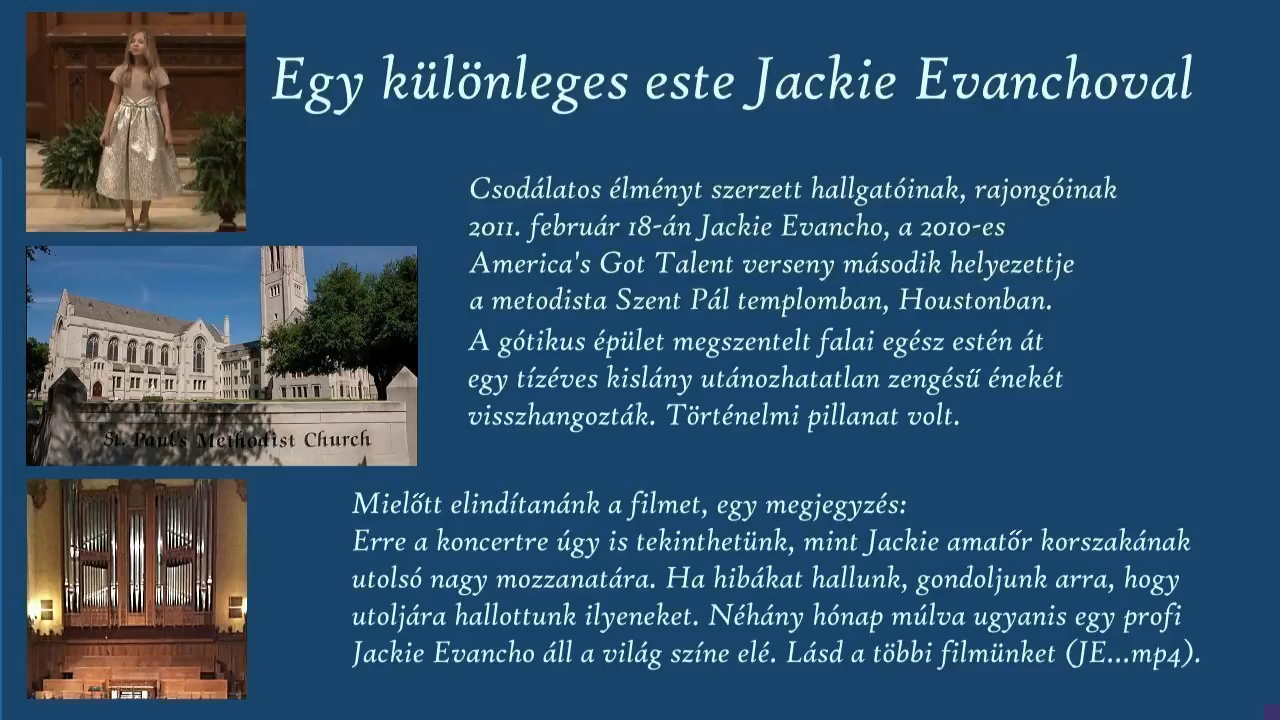 Egy különleges este Jackie Evanchoval
Csodálatos élményt szerzett hallgatóinak, rajongóinak
2011. február 18-án Jackie Evancho, a 2010-es
America's Got Talent verseny második helyezettje
a metodista Szent Pál templomban, Houstonban.
A gótikus épület megszentelt falai egész estén át
egy tízéves kislány utánozhatatlan zengésű énekét
visszhangozták. Történelmi pillanat volt.
St. Paul's Methodist Church
Mielőtt elindítanánk a filmet, egy megjegyzés:
Erre a koncertre úgy is tekinthetünk, mint Jackie amatőr korszakának
utolsó nagy mozzanatára. Ha hibákat hallunk, gondoljunk arra, hogy
utoljára hallottunk ilyeneket. Néhány hónap múlva ugyanis egy profi
Jackie Evancho áll a világ színe elé. Lásd a többi filmünket (JE...mp4).